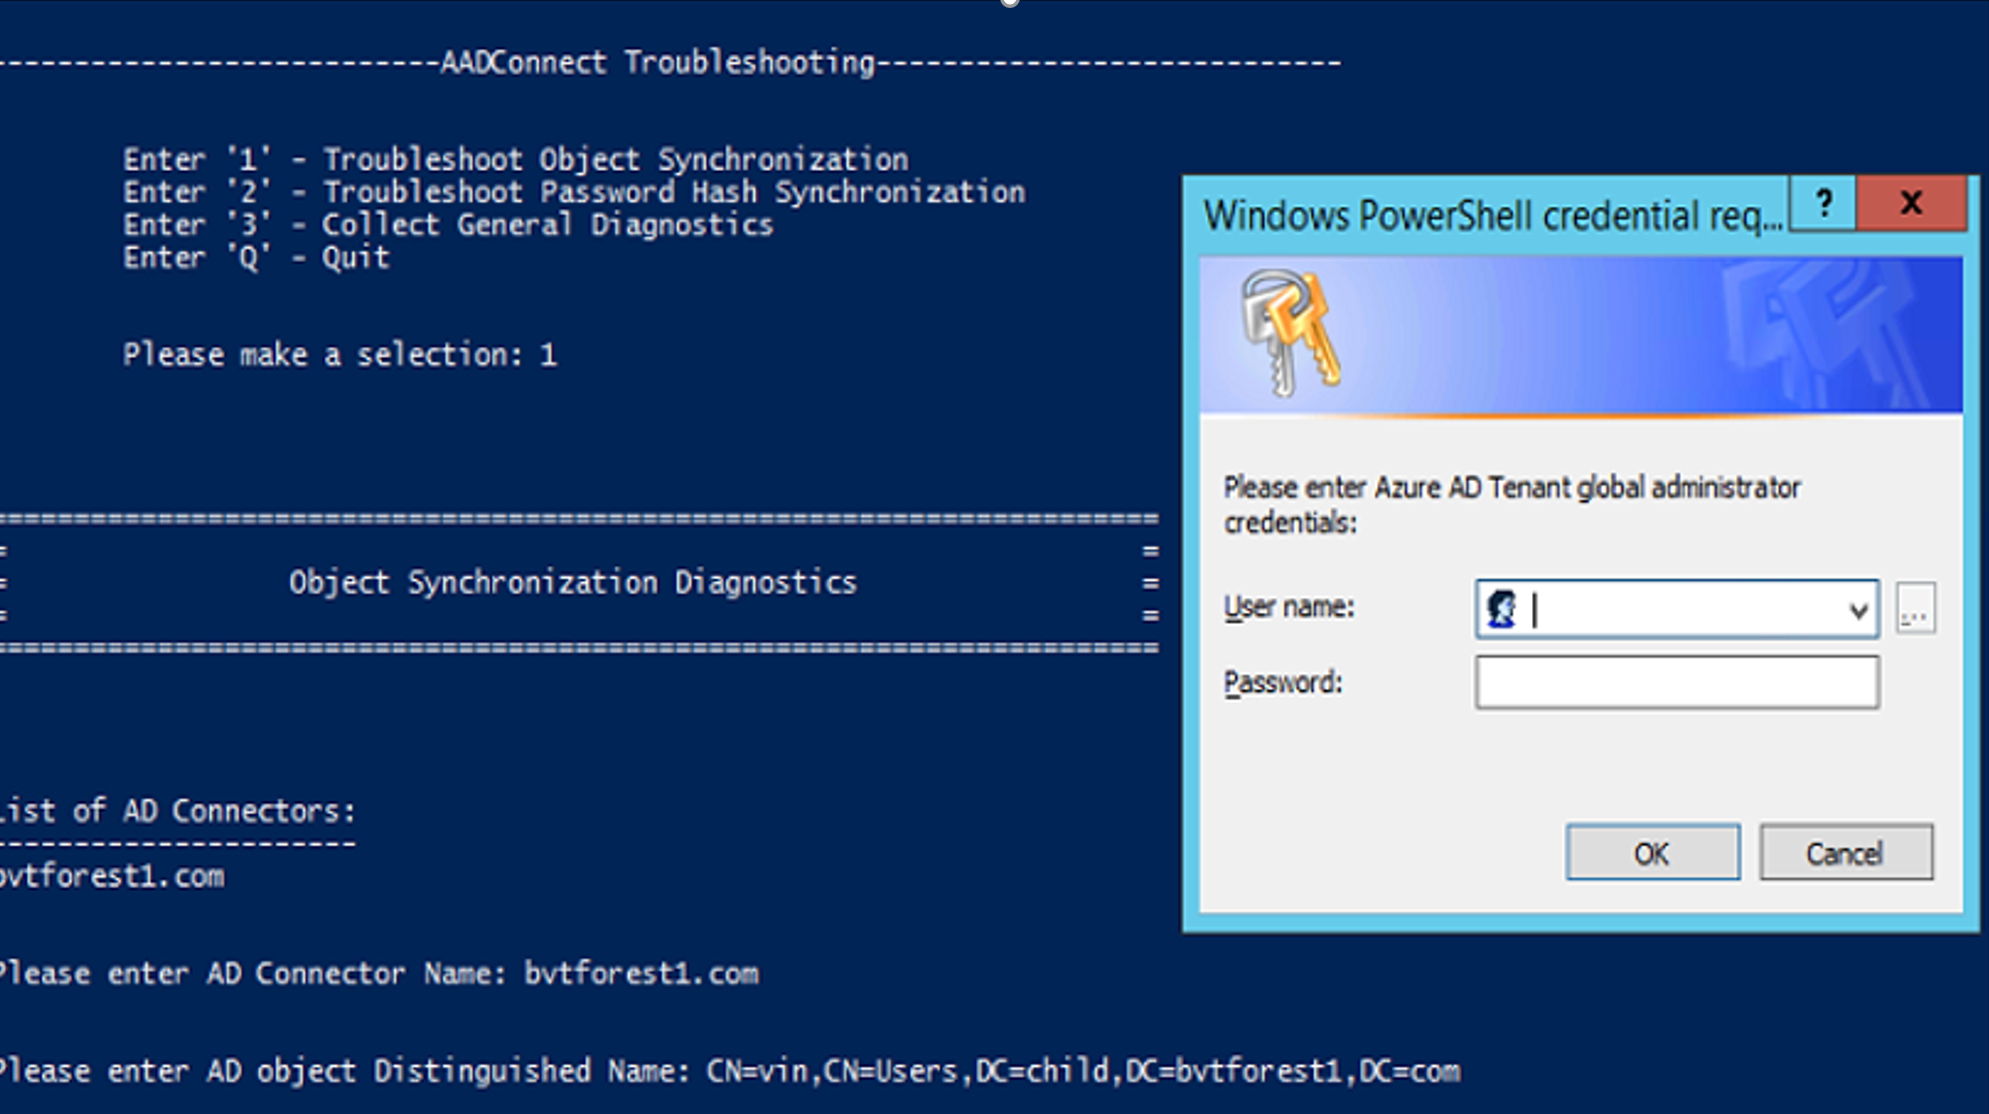 ---------------------------AADConnect Troubleshooting----------------------------
Enter '1' - Troubleshoot Object Synchronization
Enter '2' - Troubleshoot Password Hash Synchronization
Enter '3' - Collect General Diagnostics
Enter 'Q' - Quit
Please make a selection: 1
=======================================================================
= =
= Object Synchronization Diagnostics =
= =
=======================================================================
List of AD Connectors:
----------------------
bvtforest1.com
Please enter AD Connector Name: bvtforest1.com
Please enter AD object Distinguished Name: CN=vin,CN=Users,DC=child,DC=bvtforest1,DC=com
Windows PowerShell credential req...
?
X
Please enter Azure AD Tenant global administrator
credentials:
User name:
...
Password:
OK
Cancel